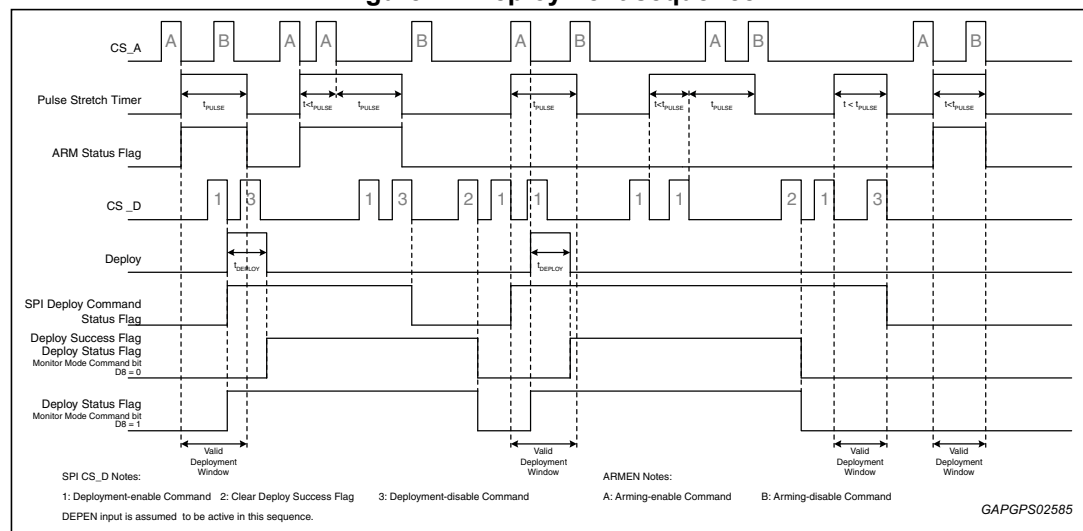 CS_A
A B A A B A B A B A B
Pulse Stretch Timer
tPULSE t<tPULSE tPULSE tPULSE t<tPULSE tPULSE t < tPULSE t<tPULSE
ARM Status Flag
CS _D
1 3 1 3 2 1 1 1 1 2 1 3
Deploy
tDEPLOY tDEPLOY
SPI Deploy Command
Status Flag
Deploy Success Flag
Deploy Status Flag
Monitor Mode Command bit
D8 = 0
Deploy Status Flag
Monitor Mode Command bit
D8 = 1
Valid
Deployment
Window
Valid
Deployment
Window
Valid
Deployment
Window
Valid
Deployment
Window
SPI CS_D Notes:
ARMEN Notes:
1: Deployment-enable Command 2: Clear Deploy Success Flag 3: Deployment-disable Command
A: Arming-enable Command B: Arming-disable Command
DEPEN input is assumed to be active in this sequence.
GAPGPS02585